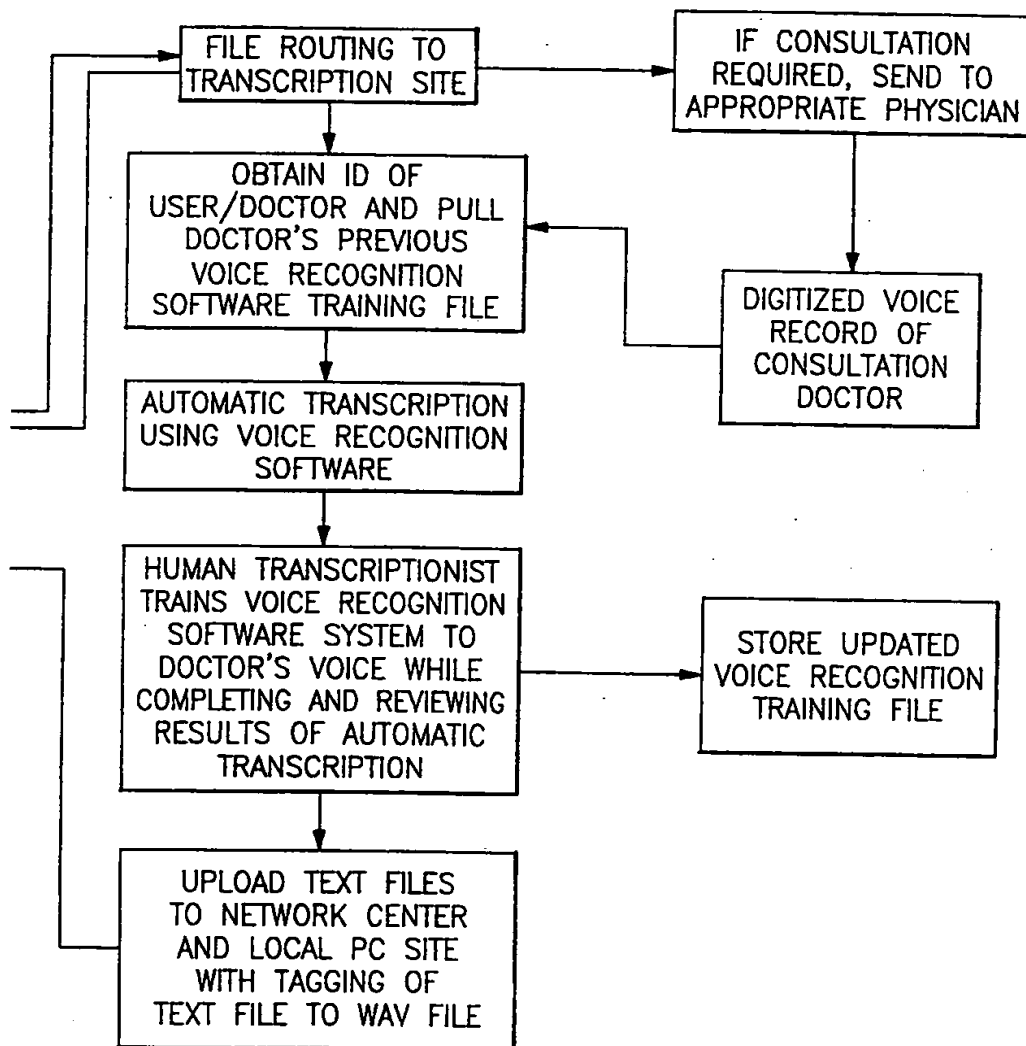 FILE ROUTING TO
TRANSCRIPTION SITE
IF CONSULTATION
REQUIRED, SEND TO
APPROPRIATE PHYSICIAN
OBTAIN ID OF
USER/DOCTOR AND PULL
DOCTOR'S PREVIOUS
VOICE RECOGNITION
SOFTWARE TRAINING FILE
DIGITIZED VOICE
RECORD OF
CONSULTATION
DOCTOR
AUTOMATIC TRANSCRIPTION
USING VOICE RECOGNITION
SOFTWARE
HUMAN TRANSCRIPTIONIST
TRAINS VOICE RECOGNITION
SOFTWARE SYSTEM TO
DOCTOR'S VOICE WHILE
COMPLETING AND REVIEWING
RESULTS OF AUTOMATIC
TRANSCRIPTION
STORE UPDATED
VOICE RECOGNITION
TRAINING FILE
UPLOAD TEXT FILES
TO NETWORK CENTER
AND LOCAL PC SITE
WITH TAGGING OF
TEXT FILE TO WAV FILE